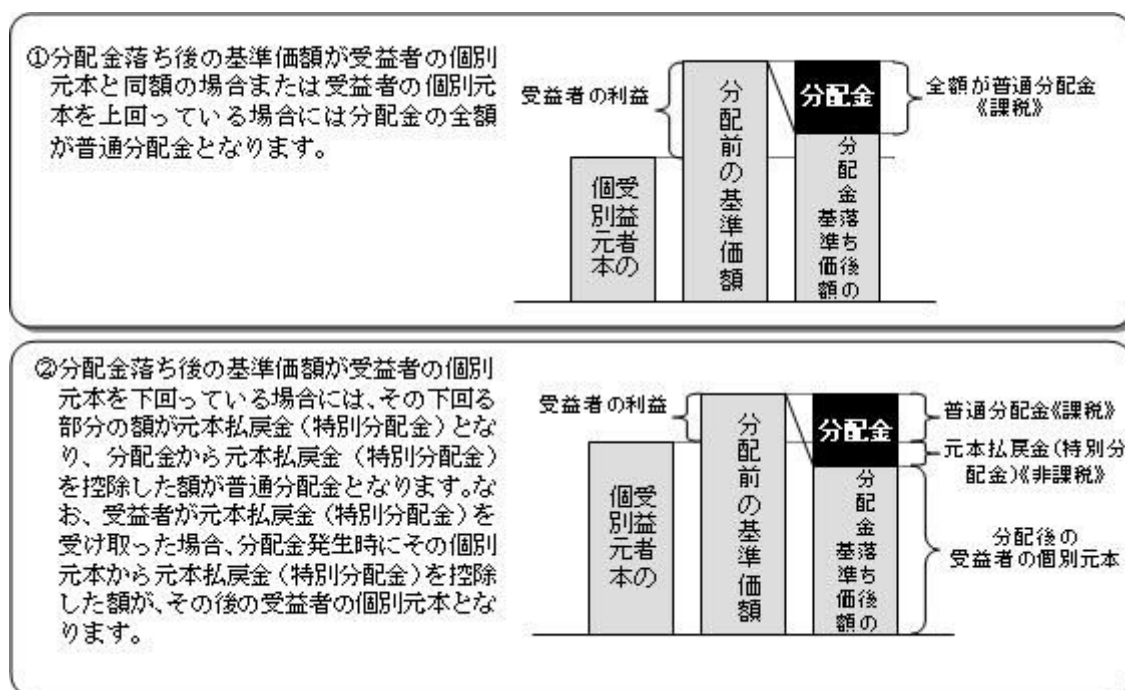 ①分配金落ち後の基準価額が受益者の個別
元本と同額の場合または受益者の個別元
本を上回っている場合には分配金の全額
が普通分配金となります。
受益者の利益
受益者の
個別元本
分配前の基準価額
分配金
分配金落ち後の
基準価額
全額が普通分配金
《課税》
②分配金落ち後の基準価額が受益者の個別
元本を下回っている場合には、その下回る
部分の額が元本払戻金(特別分配金)とな
り、分配金から元本払戻金(特別分配金)
を控除した額が普通分配金となります。な
お、受益者が元本払戻金(特別分配金)を
受け取った場合、分配金発生時にその個別
元本から元本払戻金(特別分配金)を控除
した額が、その後の受益者の個別元本とな
ります。
受益者の利益
受益者の
個別元本
分配前の基準価額
分配金
分配金落ち後の
基準価額
普通分配金《課税》
元本払戻金(特別分
配金)《非課税》
分配後の
受益者の個別元本